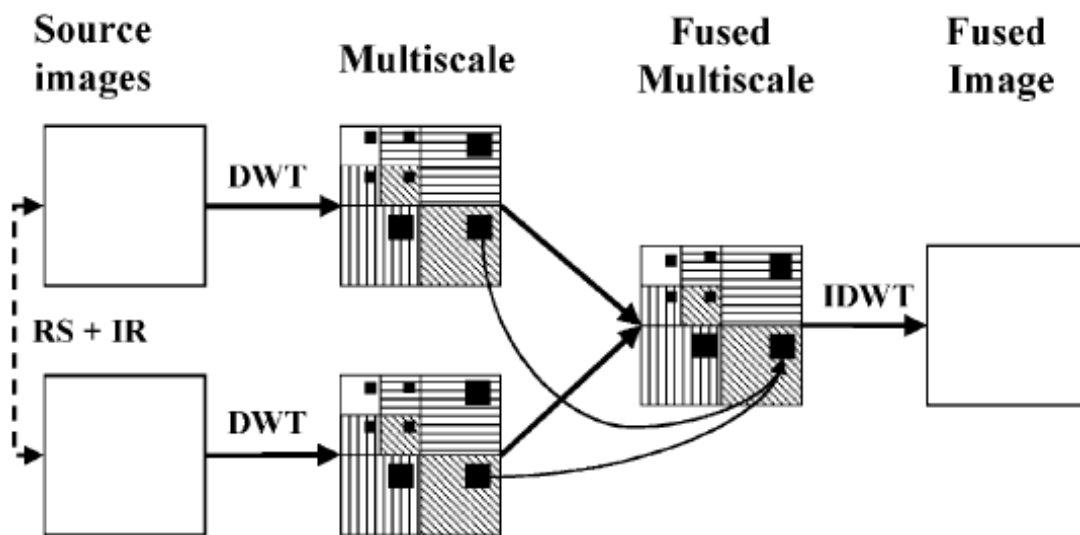 Source
images
Multiscale
Fused
Multiscale
Fused
Image
DWT
IDWT
RS + IR
DWT